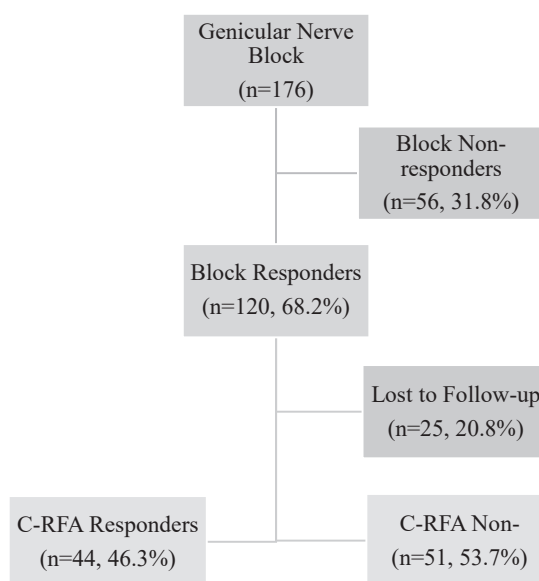 Genicular Nerve
Block
(n=176)
Block Non-
responders
(n=56, 31.8%)
Block Responders
(n=120, 68.2%)
Lost to Follow-up
(n=25, 20.8%)
C-RFA Responders
(n=44, 46.3%)
C-RFA Non-
(n=51, 53.7%)